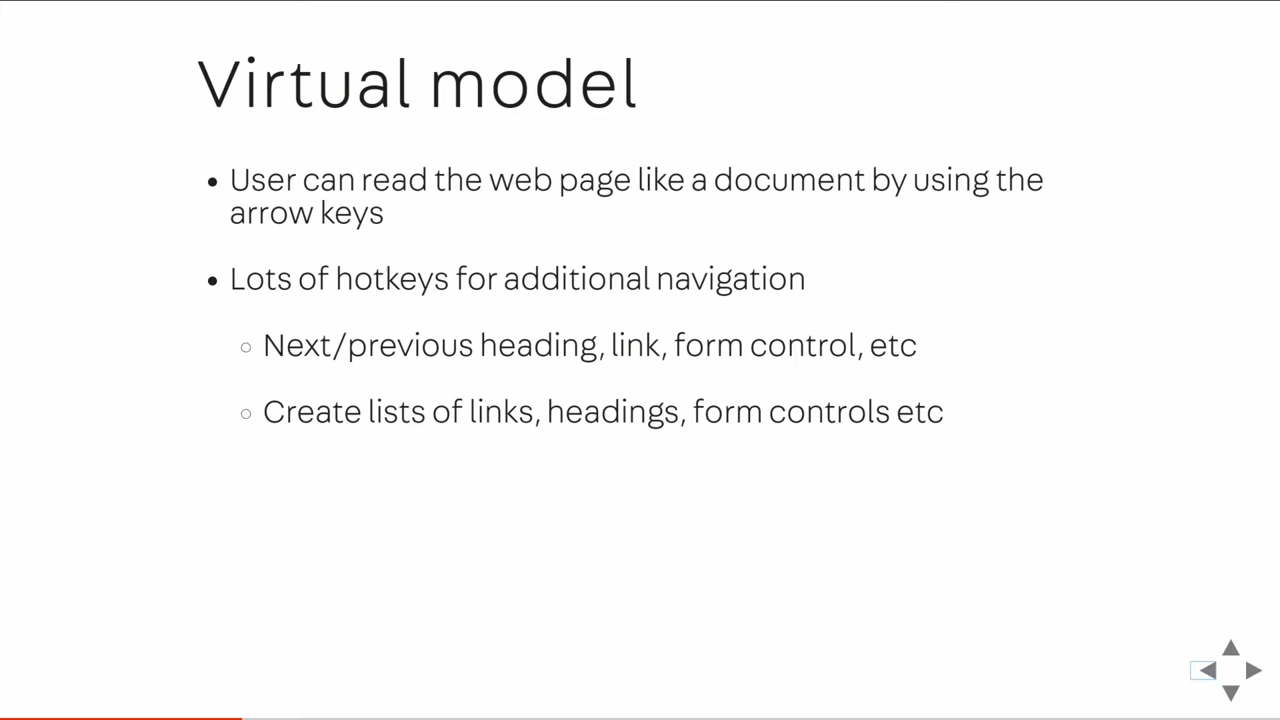 Virtual model
User can read the web page like a document by using the
arrow keys
Lots of hotkeys for additional navigation
Next/previous heading, link, form control, etc
Create lists of links, headings, form controls etc